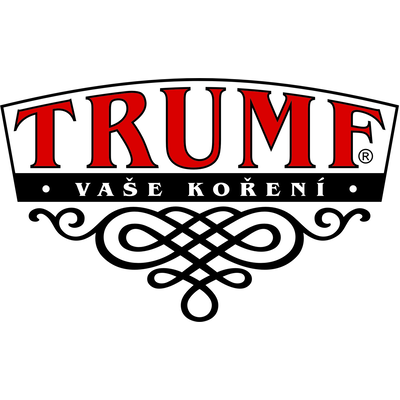 TRUMF®
· VAŠE KOŘENÍ ·